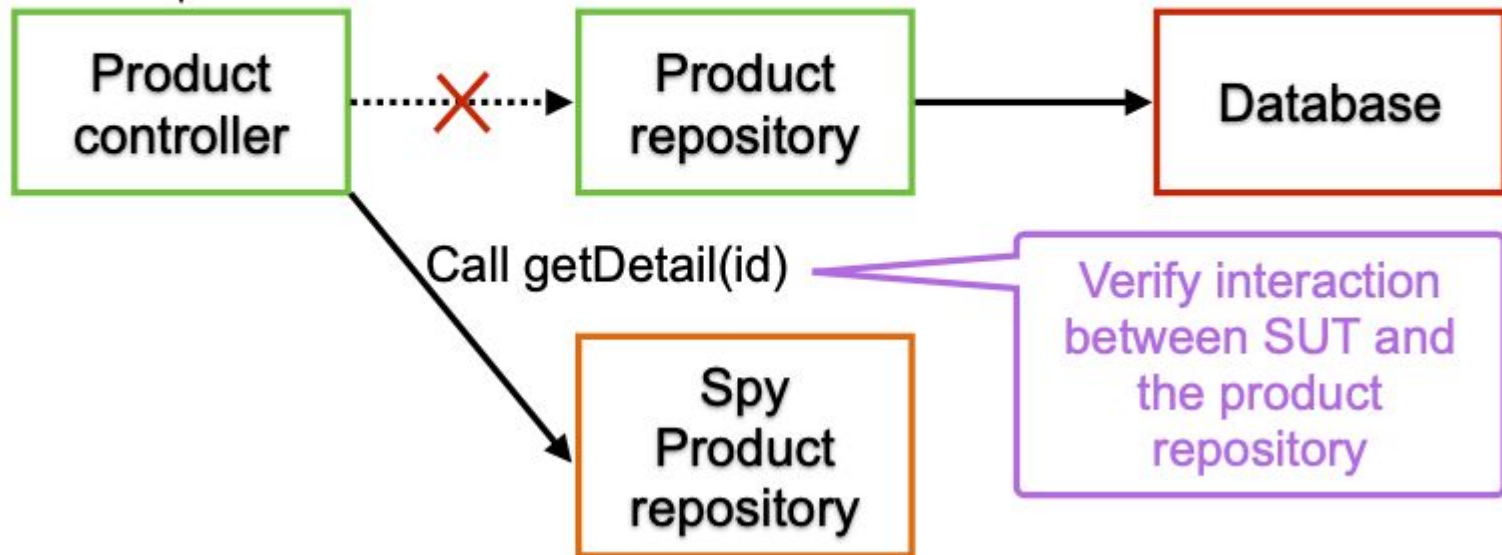 Product
controller
Product
repository
Database
Call getDetail(id)
Verify interaction
between SUT and
the product
repository
Spy
Product
repository